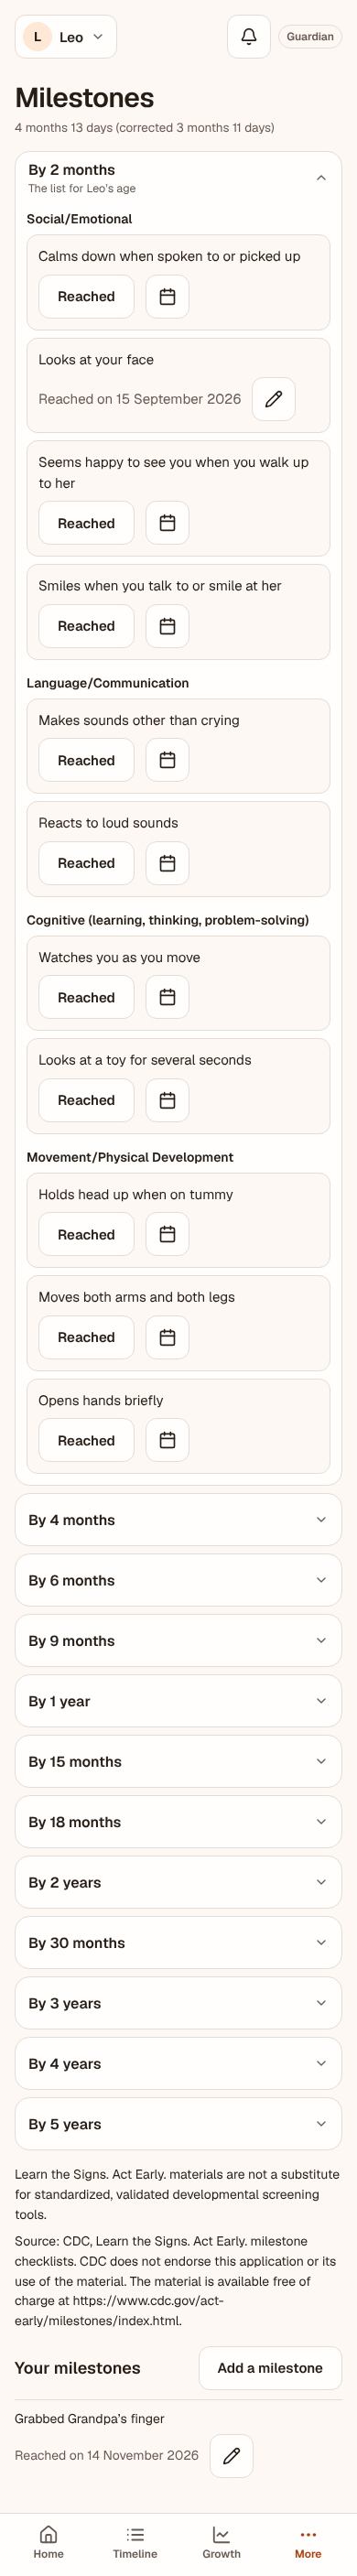 L Leo
Guardian
Milestones
4 months 13 days (corrected 3 months 11 days)
By 2 months
The list for Leo's age
Social/Emotional
Calms down when spoken to or picked up
Reached
Looks at your face
Reached on 15 September 2026
Seems happy to see you when you walk up
to her
Reached
Smiles when you talk to or smile at her
Reached
Language/Communication
Makes sounds other than crying
Reached
Reacts to loud sounds
Reached
Cognitive (learning, thinking, problem-solving)
Watches you as you move
Reached
Looks at a toy for several seconds
Reached
Movement/Physical Development
Holds head up when on tummy
Reached
Moves both arms and both legs
Reached
Opens hands briefly
Reached
By 4 months
By 6 months
By 9 months
By 1 year
By 15 months
By 18 months
By 2 years
By 30 months
By 3 years
By 4 years
By 5 years
Learn the Signs. Act Early. materials are not a substitute
for standardized, validated developmental screening
tools.
Source: CDC, Learn the Signs. Act Early. milestone
checklists. CDC does not endorse this application or its
use of the material. The material is available free of
charge at https://www.cdc.gov/act-
early/milestones/index.html.
Your milestones
Add a milestone
Grabbed Grandpa's finger
Reached on 14 November 2026
Home
Timeline
Growth
More